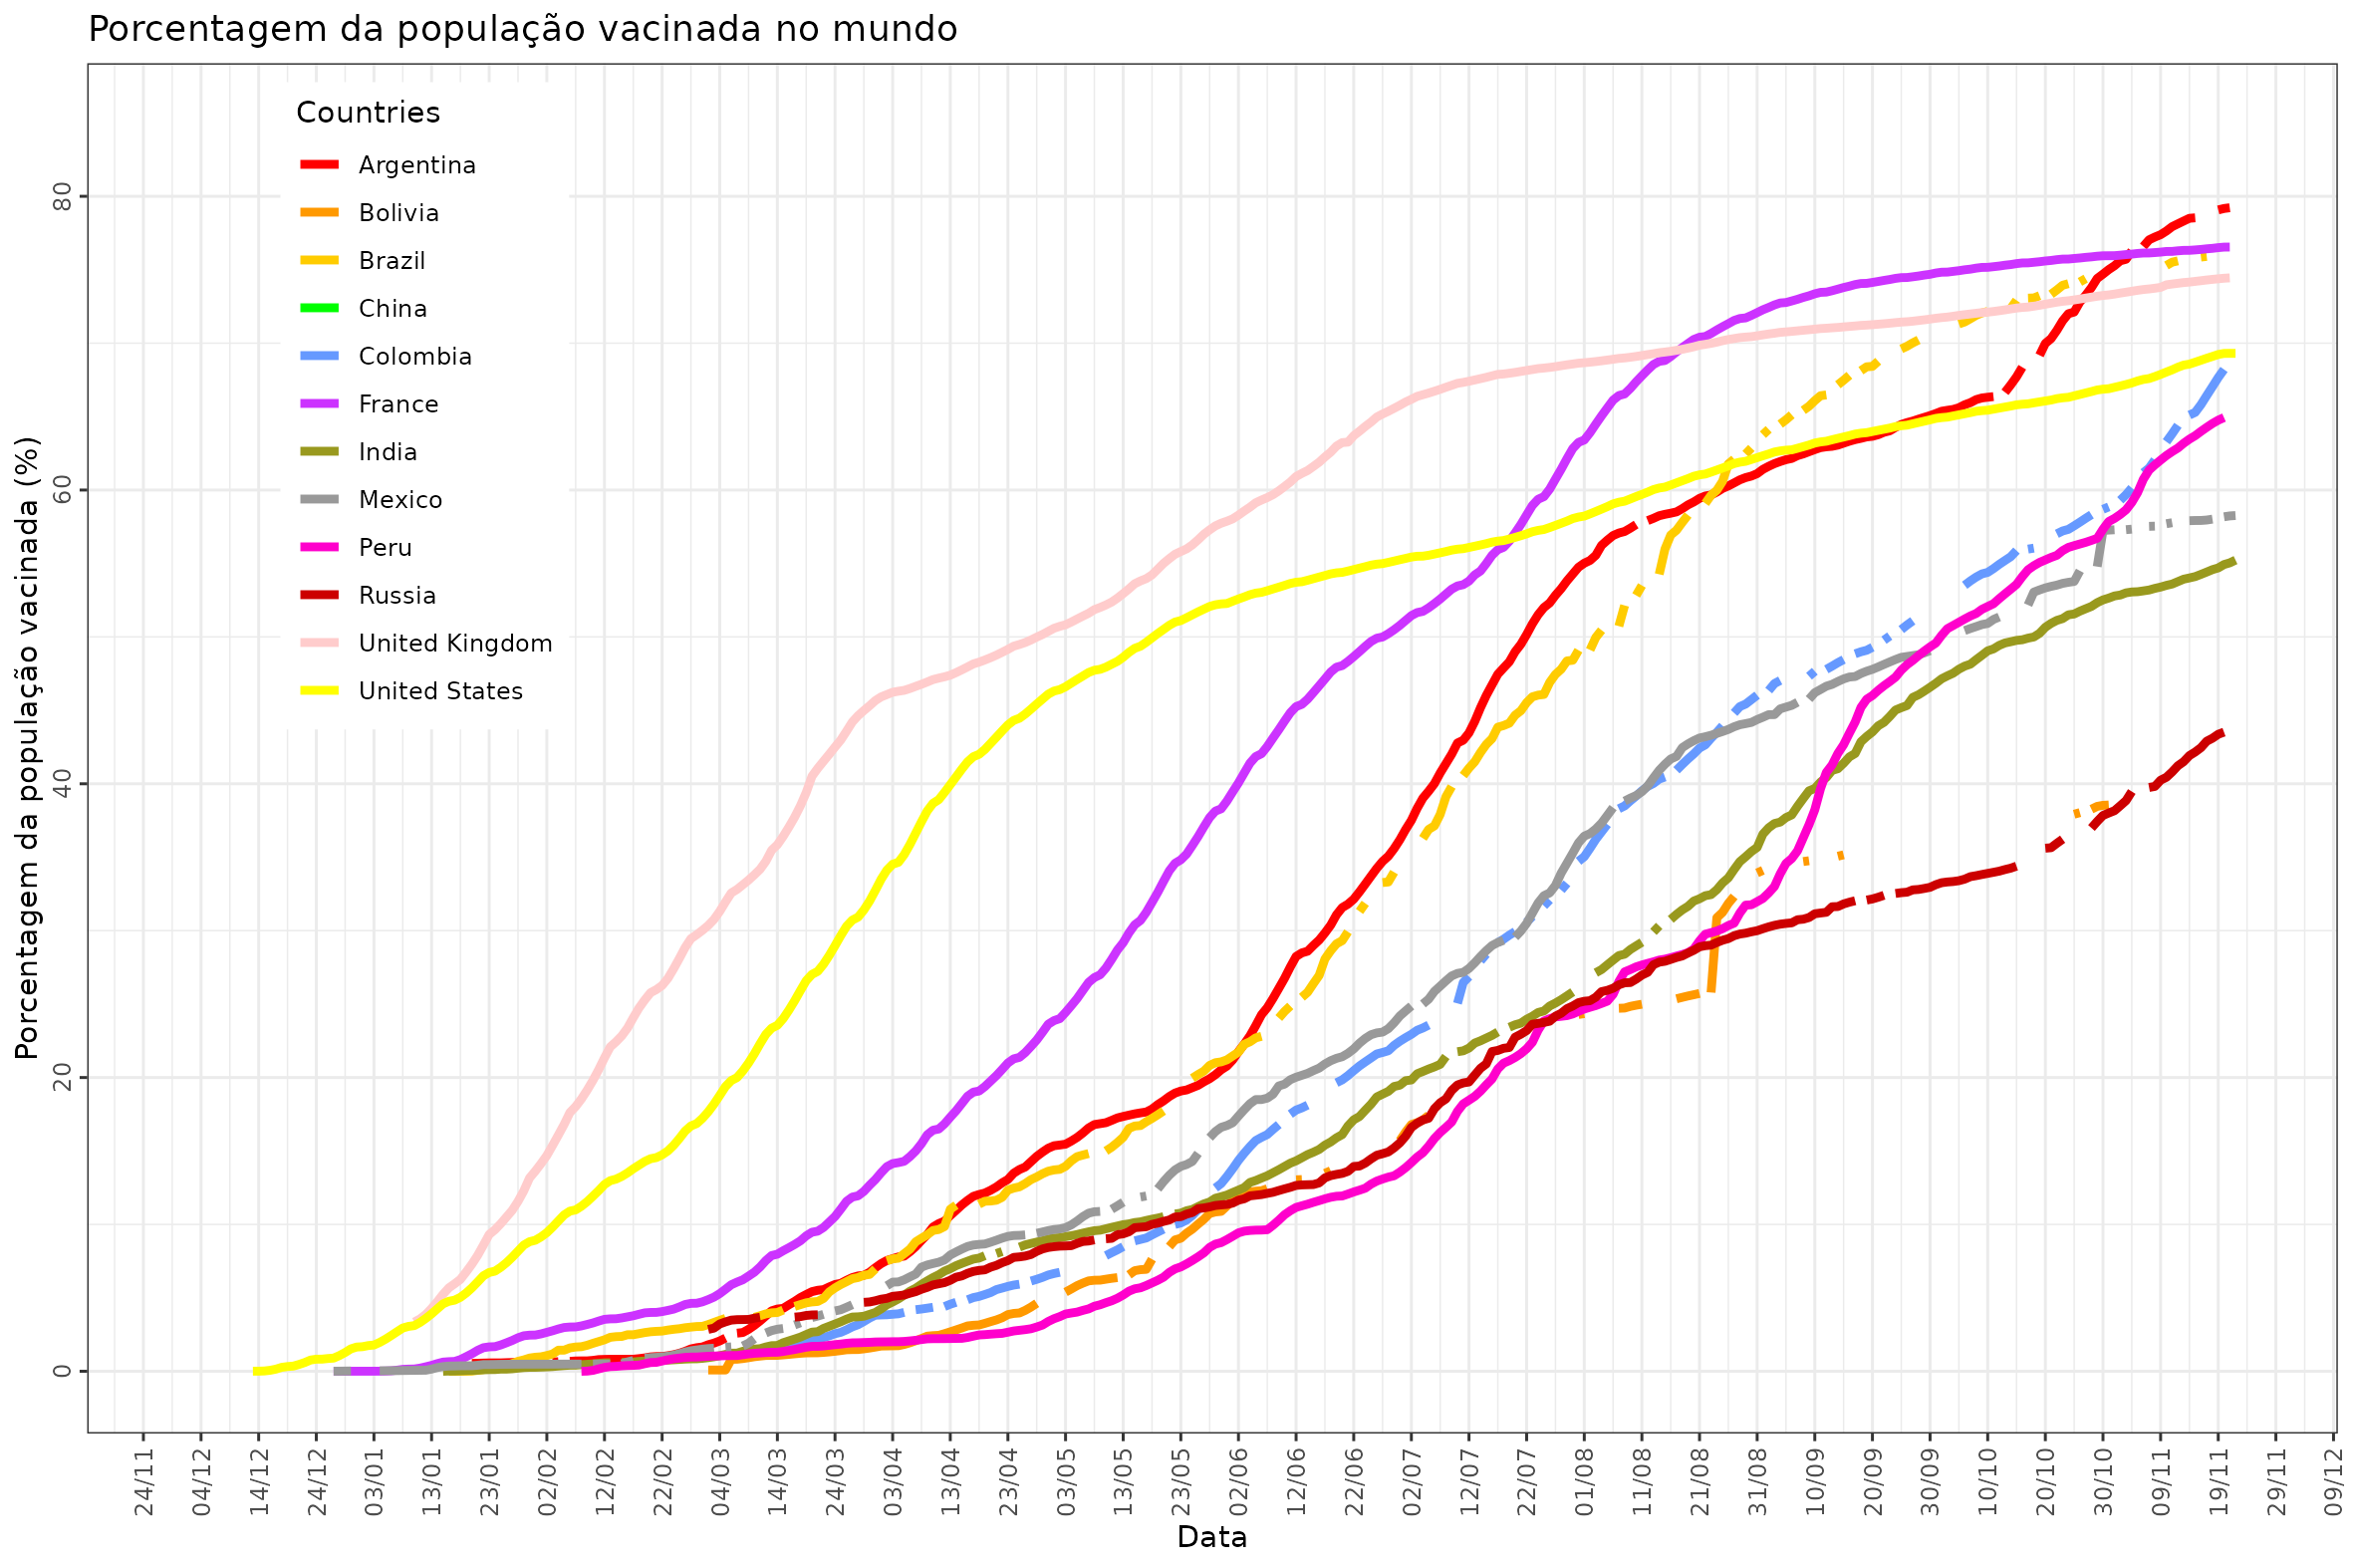 Porcentagem da população vacinada no mundo
Countries
Argentina
Bolivia
Brazil
China
Colombia
France
India
Mexico
Peru
Russia
United Kingdom
United States
Porcentagem da população vacinada (%)
80
60
40
20
0
24/11
04/12
14/12
24/12
03/01
13/01
23/01
02/02
12/02
22/02
04/03
14/03
24/03
03/04
13/04
23/04
03/05
13/05
23/05
02/06
12/06
22/06
02/07
12/07
22/07
01/08
11/08
21/08
31/08
10/09
20/09
30/09
10/10
20/10
30/10
09/11
19/11
29/11
09/12
Data